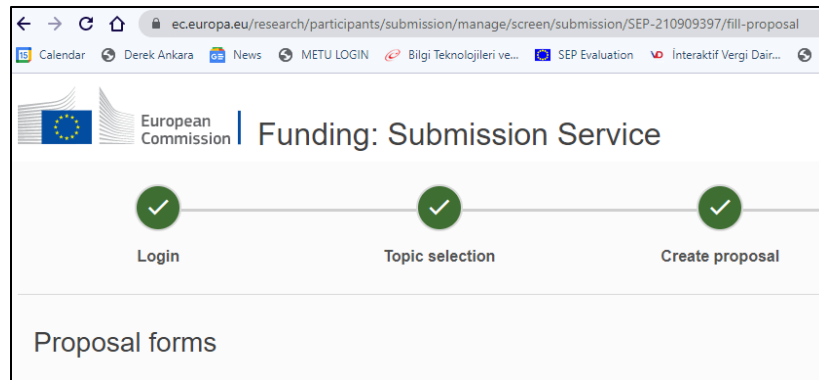 ec.europa.eu/research/participants/submission/manage/screen/submission/SEP-210909397/fill-proposal
15 Calendar Derek Ankara GE News METU LOGIN Bilgi Teknolojileri ve... SEP Evaluation VD İnteraktif Vergi Dair...
European
Commission Funding: Submission Service
Login Topic selection Create proposal
Proposal forms